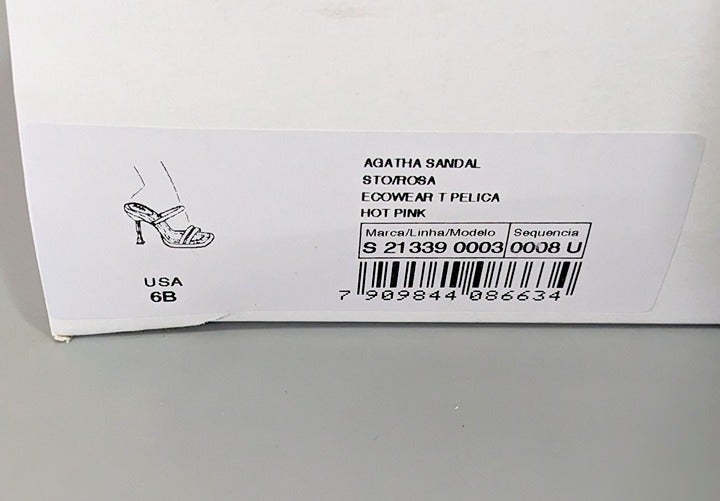 USA
6B
AGATHA SANDAL
STO/ROSA
ECOWEAR T PELICA
HOT PINK
Marca/Linha/Modelo Sequencia
S 21339 0003 0008 U
7 909844 086634